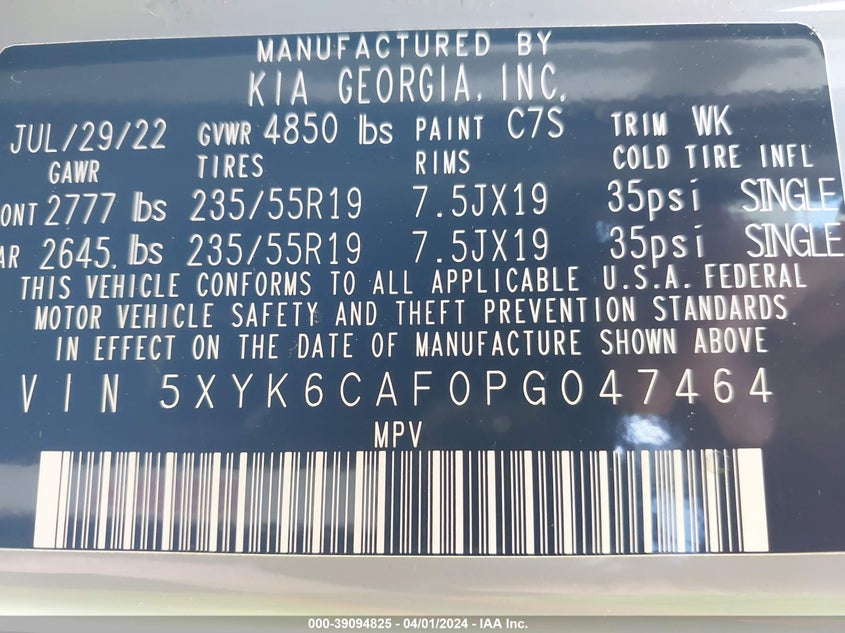 MANUFACTURED BY
KIA GEORGIA, INC.
JUL/29/22 GVWR 4850 lbs PAINT C7S TRIM WK
GAWR TIRES RIMS COLD TIRE INFL
ONT 2777 lbs 235/55R19 7.5JX19 35psi SINGLE
AR 2645 lbs 235/55R19 7.5JX19 35psi SINGLE
THIS VEHICLE CONFORMS TO ALL APPLICABLE U.S.A. FEDERAL
MOTOR VEHICLE SAFETY AND THEFT PREVENTION STANDARDS
IN EFFECT ON THE DATE OF MANUFACTURE SHOWN ABOVE
VIN 5XYK6CAF0PG047464
MPV
000-39094825 - 04/01/2024 - IAA Inc.